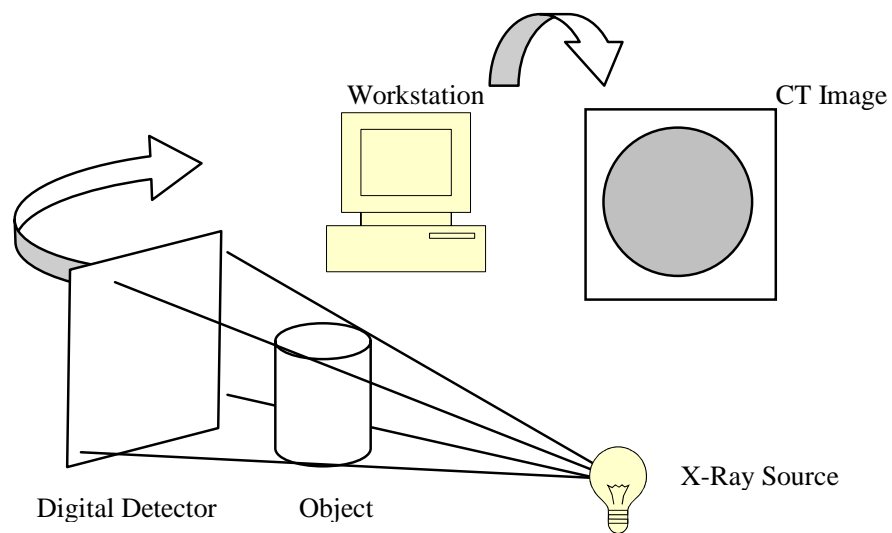 Workstation
CT Image
X-Ray Source
Digital Detector
Object